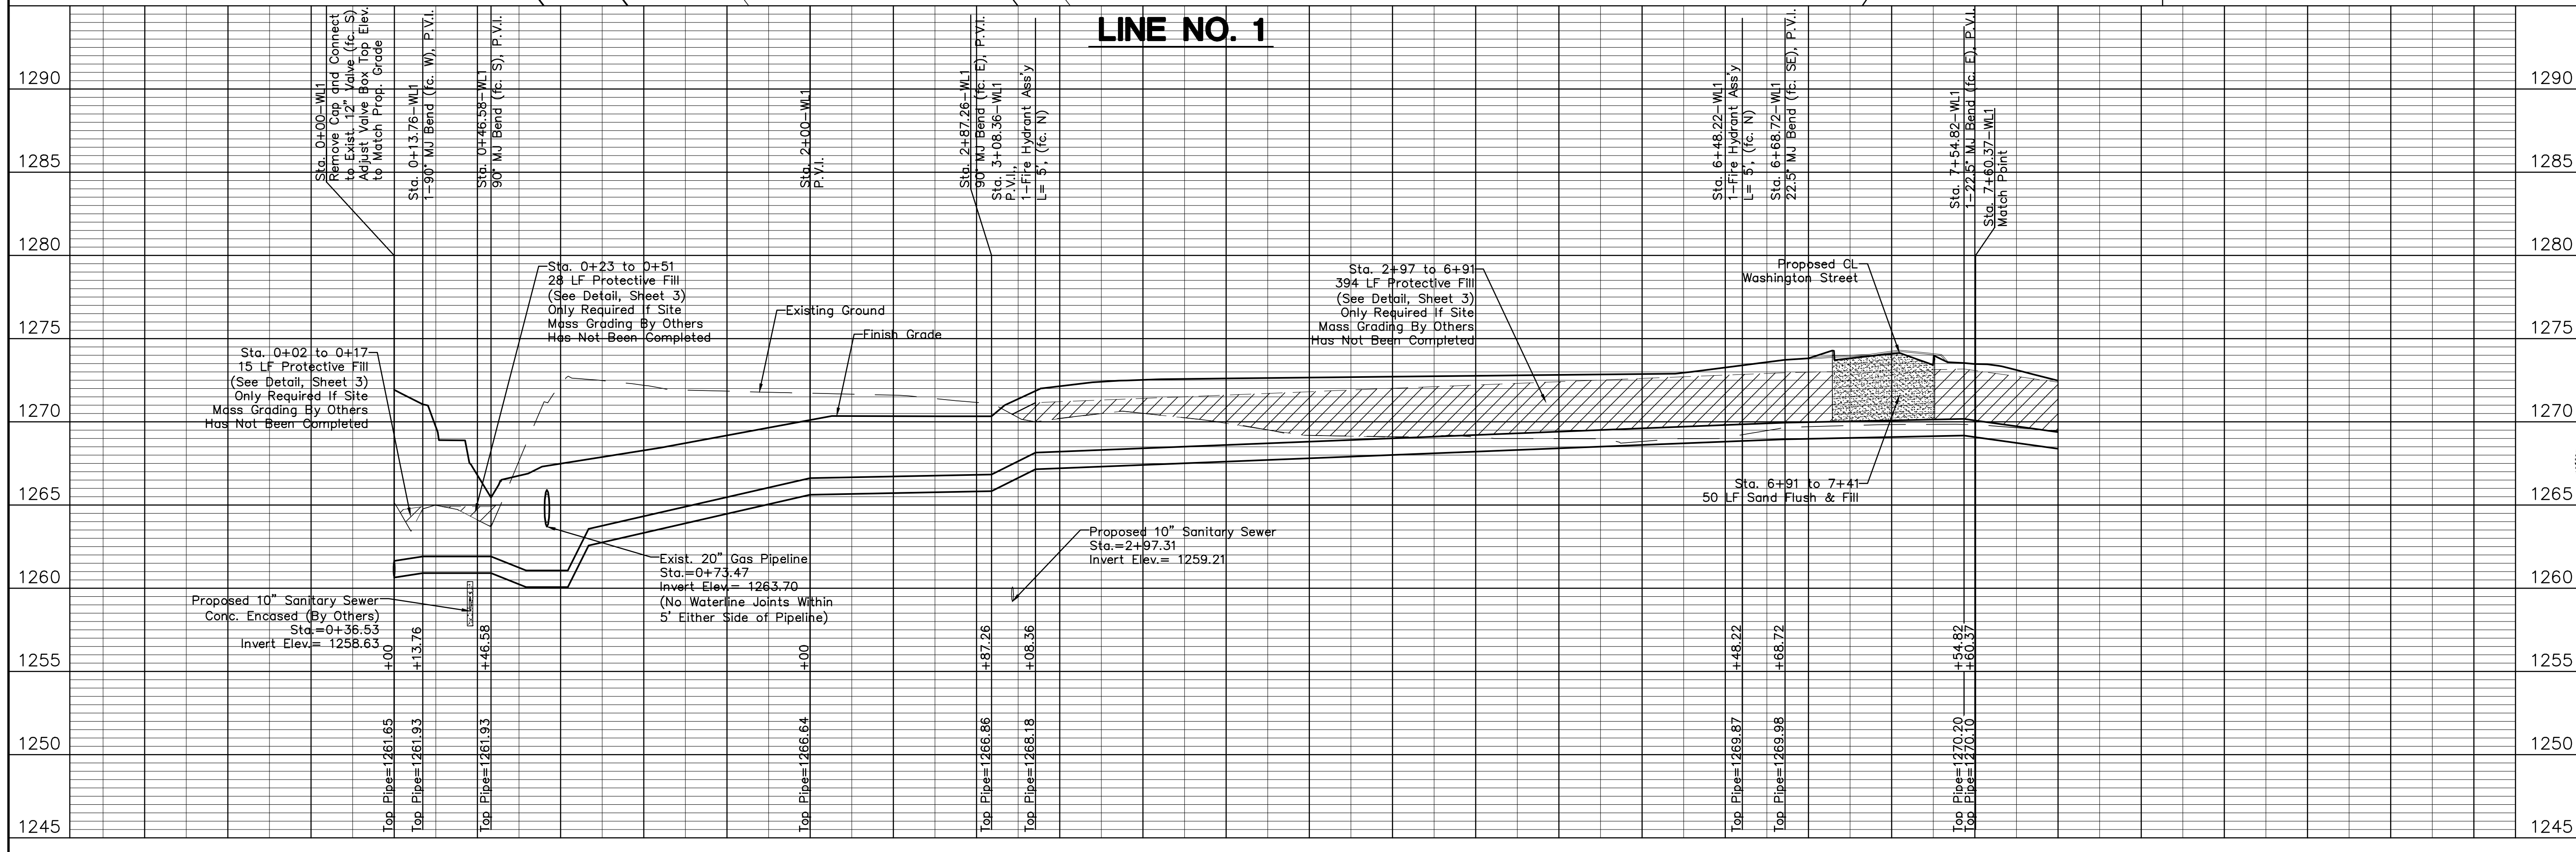 LINE NO. 1
1290
1285
1280
1275
1270
1265
1260
1255
1250
1245
Sta. 0+00-WL1
Remove Cap and Connect
to Exist. 12" Valve (fc. S)
Adjust Valve Box Top Elev.
to Match Prop. Grade
Sta. 0+13.76-WL1
1-90° MJ Bend (fc. W), P.V.I.
Sta. 0+46.58-WL1
90° MJ Bend (fc. S), P.V.I.
Sta. 2+00-WL1
P.V.I.
Sta. 2+87.26-WL1
90° MJ Bend (fc. E), P.V.I.
Sta. 3+08.36-WL1
P.V.I.,
1-Fire Hydrant Ass'y
L= 5', (fc. N)
Sta. 6+48.22-WL1
1-Fire Hydrant Ass'y
L= 5', (fc. N)
Sta. 6+68.72-WL1
22.5° MJ Bend (fc. SE), P.V.I.
Sta. 7+54.82-WL1
1-22.5° MJ Bend (fc. E), P.V.I.
Sta. 7+60.37-WL1
Match Point
Sta. 0+02 to 0+17
15 LF Protective Fill
(See Detail, Sheet 3)
Only Required If Site
Mass Grading By Others
Has Not Been Completed
Sta. 0+23 to 0+51
28 LF Protective Fill
(See Detail, Sheet 3)
Only Required If Site
Mass Grading By Others
Has Not Been Completed
Existing Ground
Finish Grade
Sta. 2+97 to 6+91
394 LF Protective Fill
(See Detail, Sheet 3)
Only Required If Site
Mass Grading By Others
Has Not Been Completed
Proposed CL
Washington Street
Sta. 6+91 to 7+41
50 LF Sand Flush & Fill
Proposed 10" Sanitary Sewer
Conc. Encased (By Others)
Sta.=0+36.53
Invert Elev.= 1258.63
Exist. 20" Gas Pipeline
Sta.=0+73.47
Invert Elev.= 1263.70
(No Waterline Joints Within
5' Either Side of Pipeline)
Proposed 10" Sanitary Sewer
Sta.=2+97.31
Invert Elev.= 1259.21
+00
+13.76
+46.58
+00
+87.26
+08.36
+48.22
+68.72
+54.82
+60.37
Top Pipe=1261.65
Top Pipe=1261.93
Top Pipe=1261.93
Top Pipe=1266.64
Top Pipe=1266.86
Top Pipe=1268.18
Top Pipe=1269.87
Top Pipe=1269.98
Top Pipe=1270.20
Top Pipe=1270.10
1290
1285
1280
1275
1270
1265
1260
1255
1250
1245